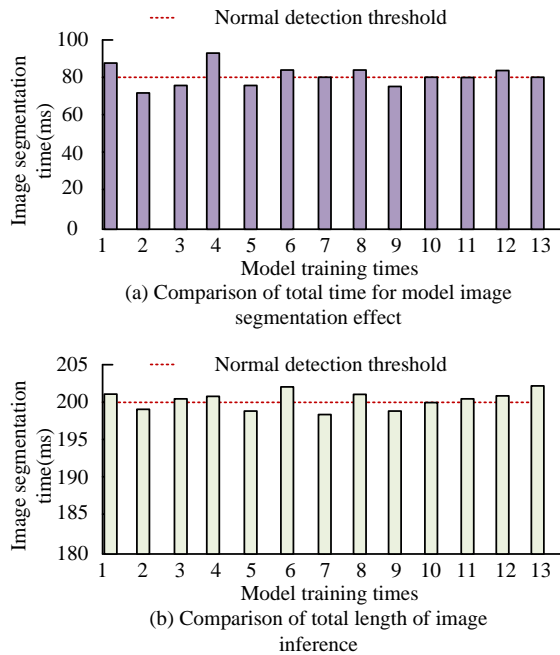 Normal detection threshold
100
80
60
40
20
0
Image segmentation
time(ms)
1 2 3 4 5 6 7 8 9 10 11 12 13
Model training times
(a) Comparison of total time for model image
segmentation effect
Normal detection threshold
205
200
195
190
185
180
Image segmentation
time(ms)
1 2 3 4 5 6 7 8 9 10 11 12 13
Model training times
(b) Comparison of total length of image
inference